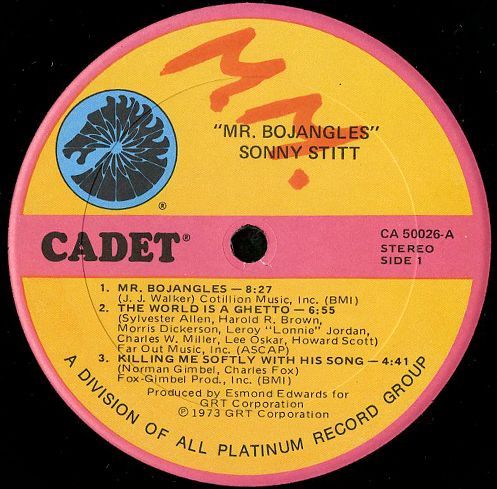 "MR. BOJANGLES"
SONNY STITT
®
CADET®
CA 50026-A
STEREO
SIDE 1
1. MR. BOJANGLES — 8:27
(J. J. Walker) Cotillion Music, Inc. (BMI)
2. THE WORLD IS A GHETTO — 6:55
(Sylvester Allen, Harold R. Brown,
Morris Dickerson, Leroy "Lonnie" Jordan,
Charles W. Miller, Lee Oskar, Howard Scott)
Far Out Music, Inc. (ASCAP)
3. KILLING ME SOFTLY WITH HIS SONG — 4:41
(Norman Gimbel, Charles Fox)
Fox-Gimbel Prod., Inc. (BMI)
Produced by Esmond Edwards for
GRT Corporation
℗ 1973 GRT Corporation
A DIVISION OF ALL PLATINUM RECORD GROUP